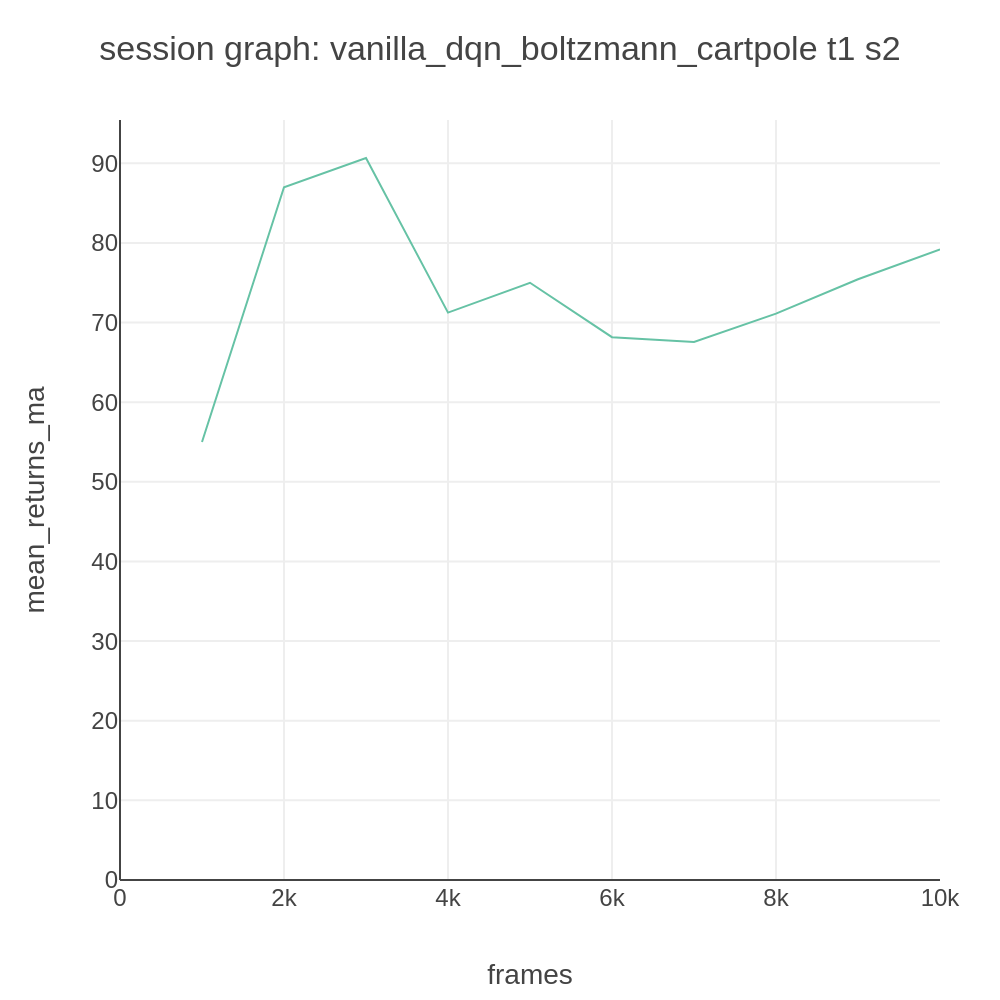 session graph: vanilla_dqn_boltzmann_cartpole t1 s2
mean_returns_ma
90
80
70
60
50
40
30
20
10
0
0 2k 4k 6k 8k 10k
frames